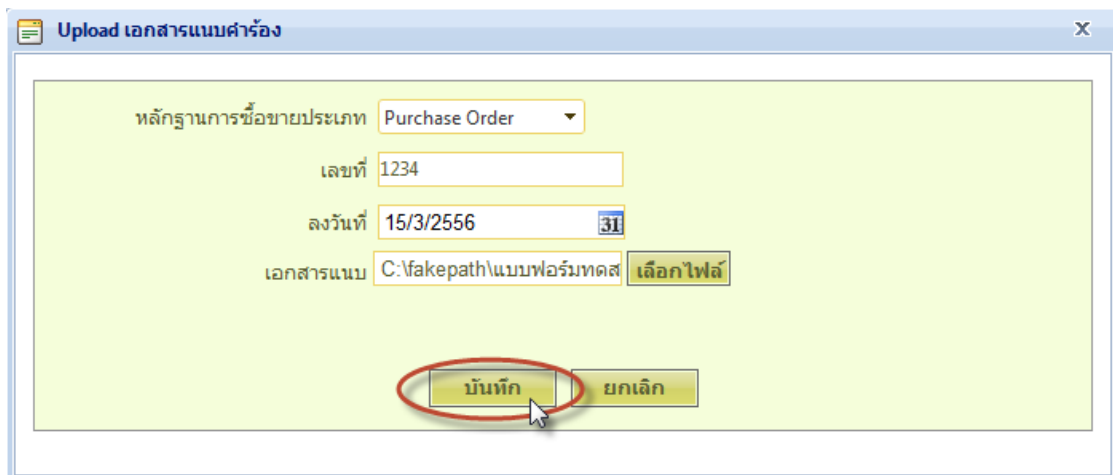 Upload เอกสารแนบคำร้อง x
หลักฐานการซื้อขายประเภท Purchase Order
เลขที่ 1234
ลงวันที่ 15/3/2556 31
เอกสารแนบ C:\fakepath\แบบฟอร์มทดส เลือกไฟล์
บันทึก ยกเลิก